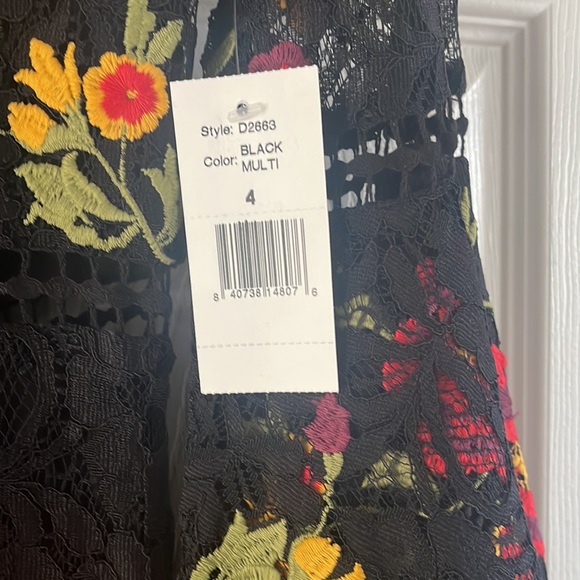 Style: D2663
Color: BLACK
MULTI
4
8 40738 14807 6